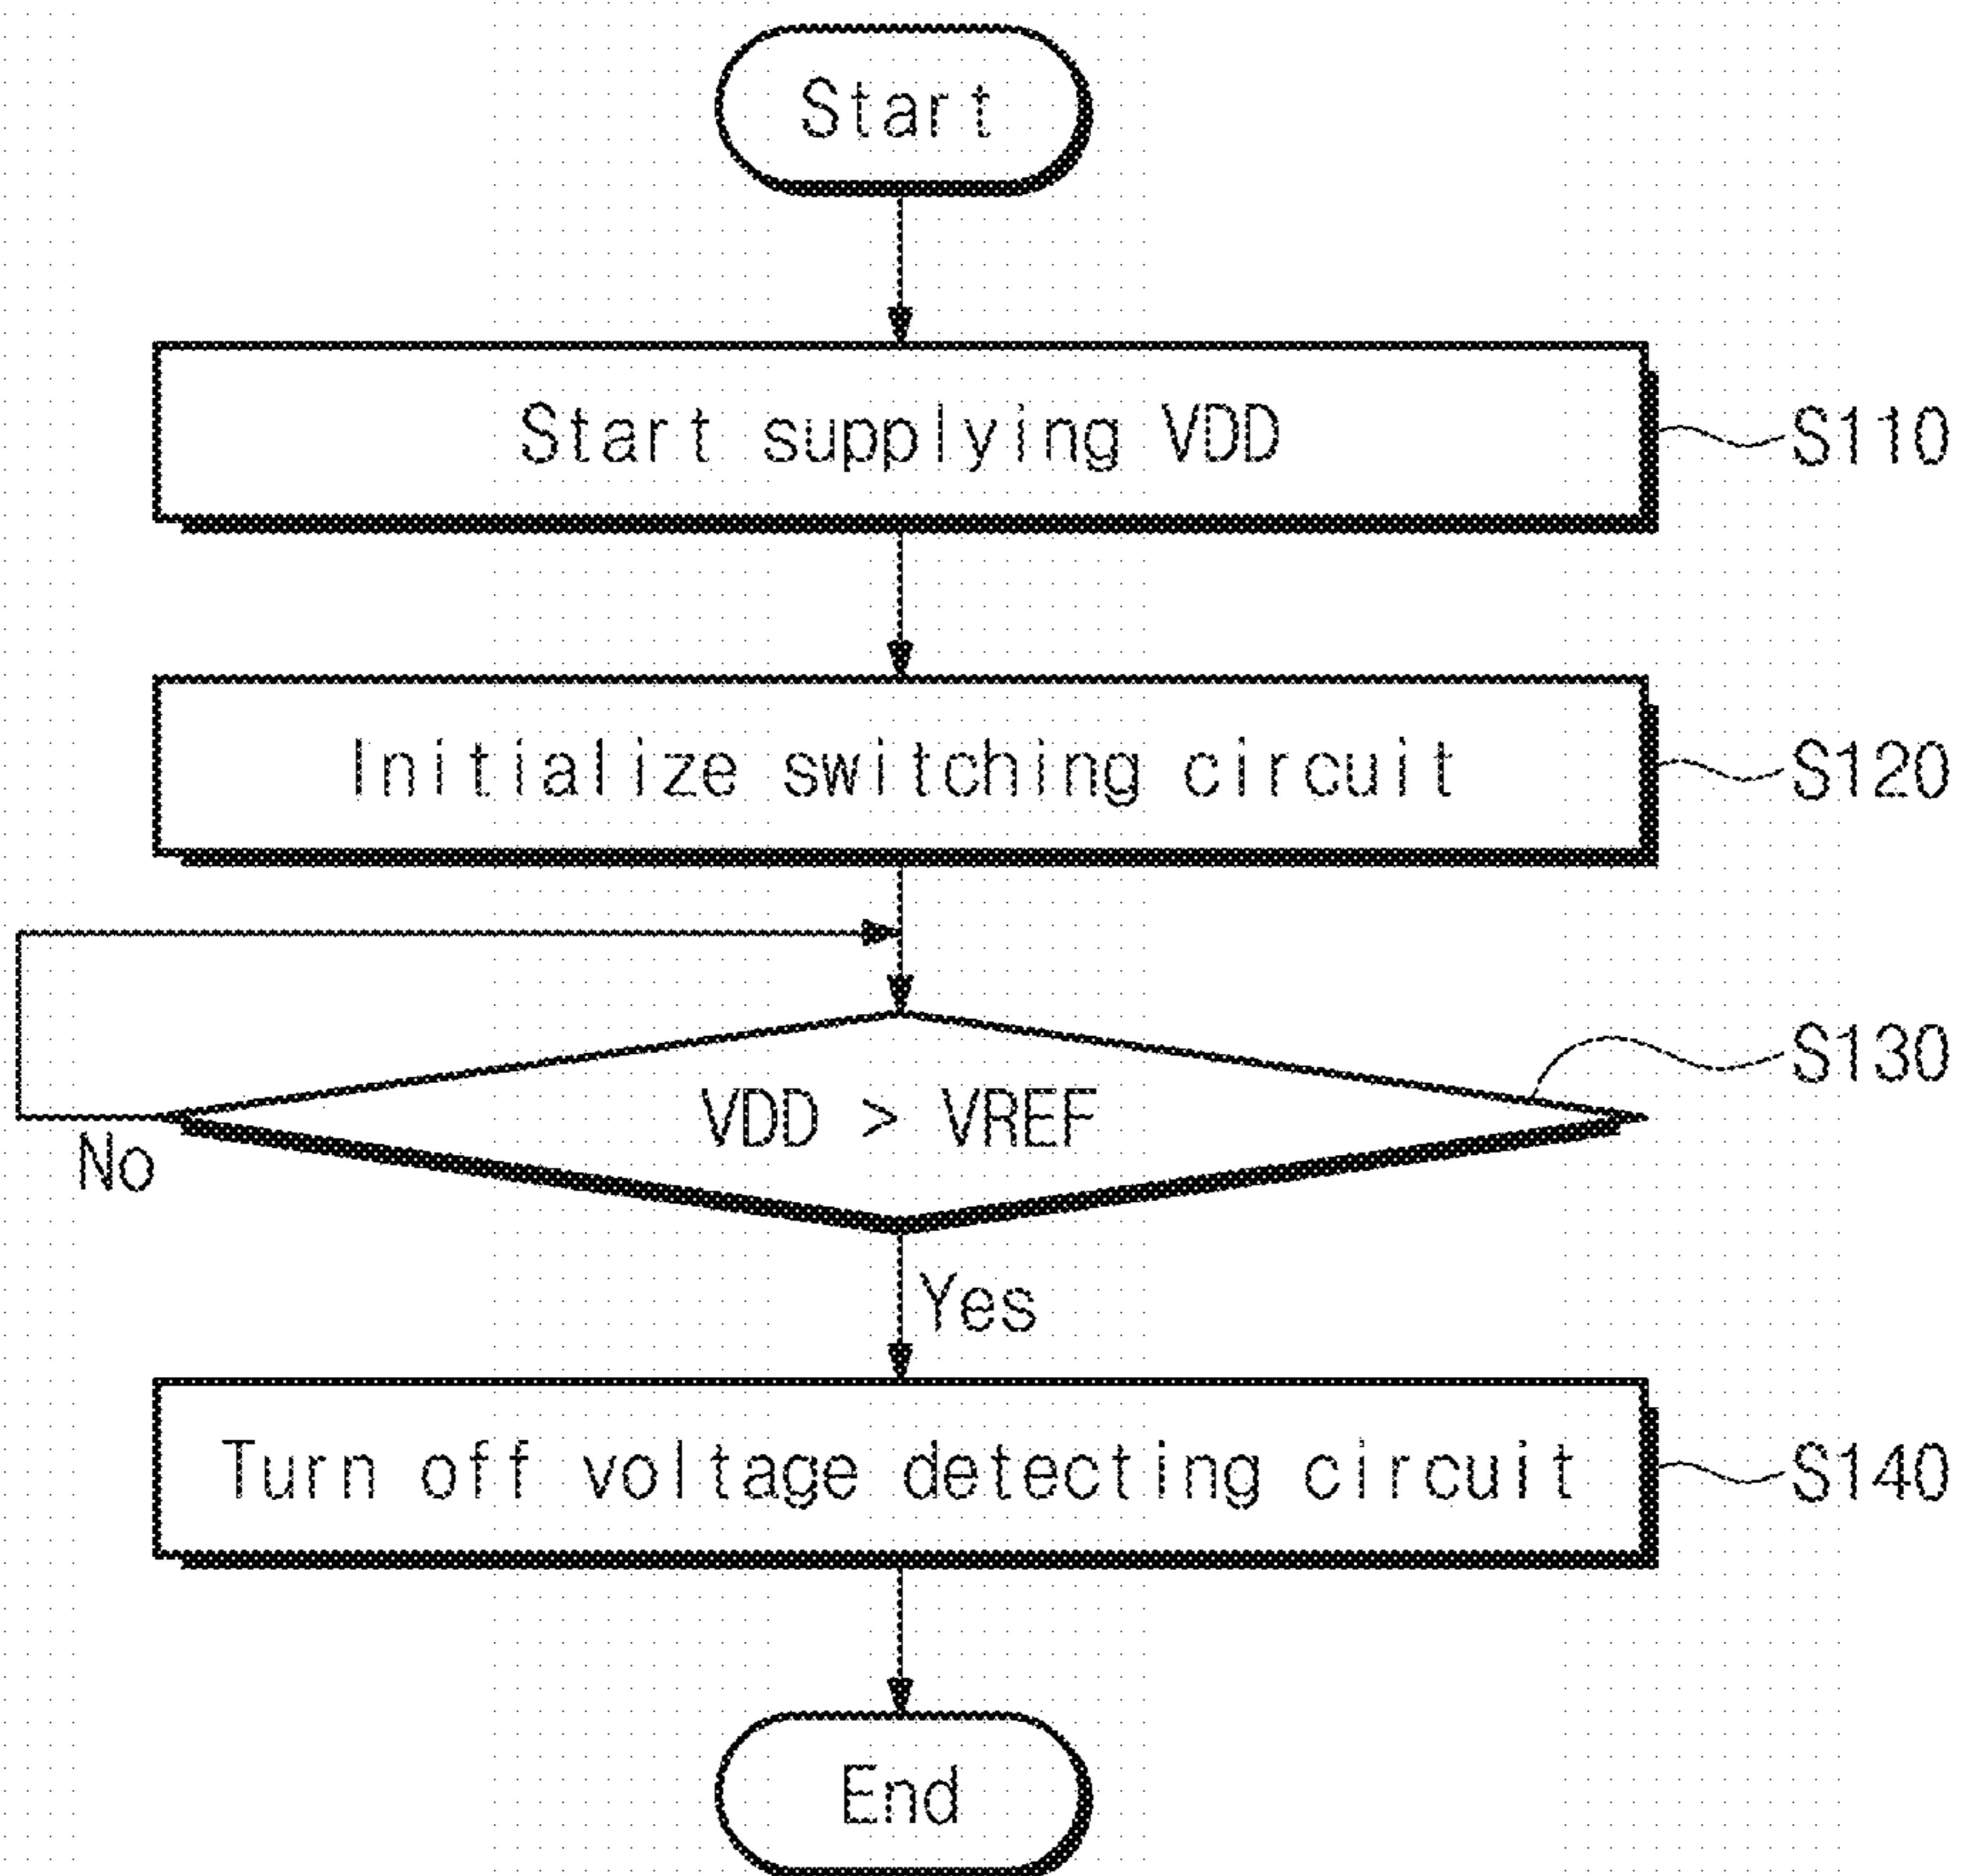 Start
Start supplying VDD
S110
Initialize switching circuit
S120
S130
VDD > VREF
No
Yes
Turn off voltage detecting circuit
S140
End